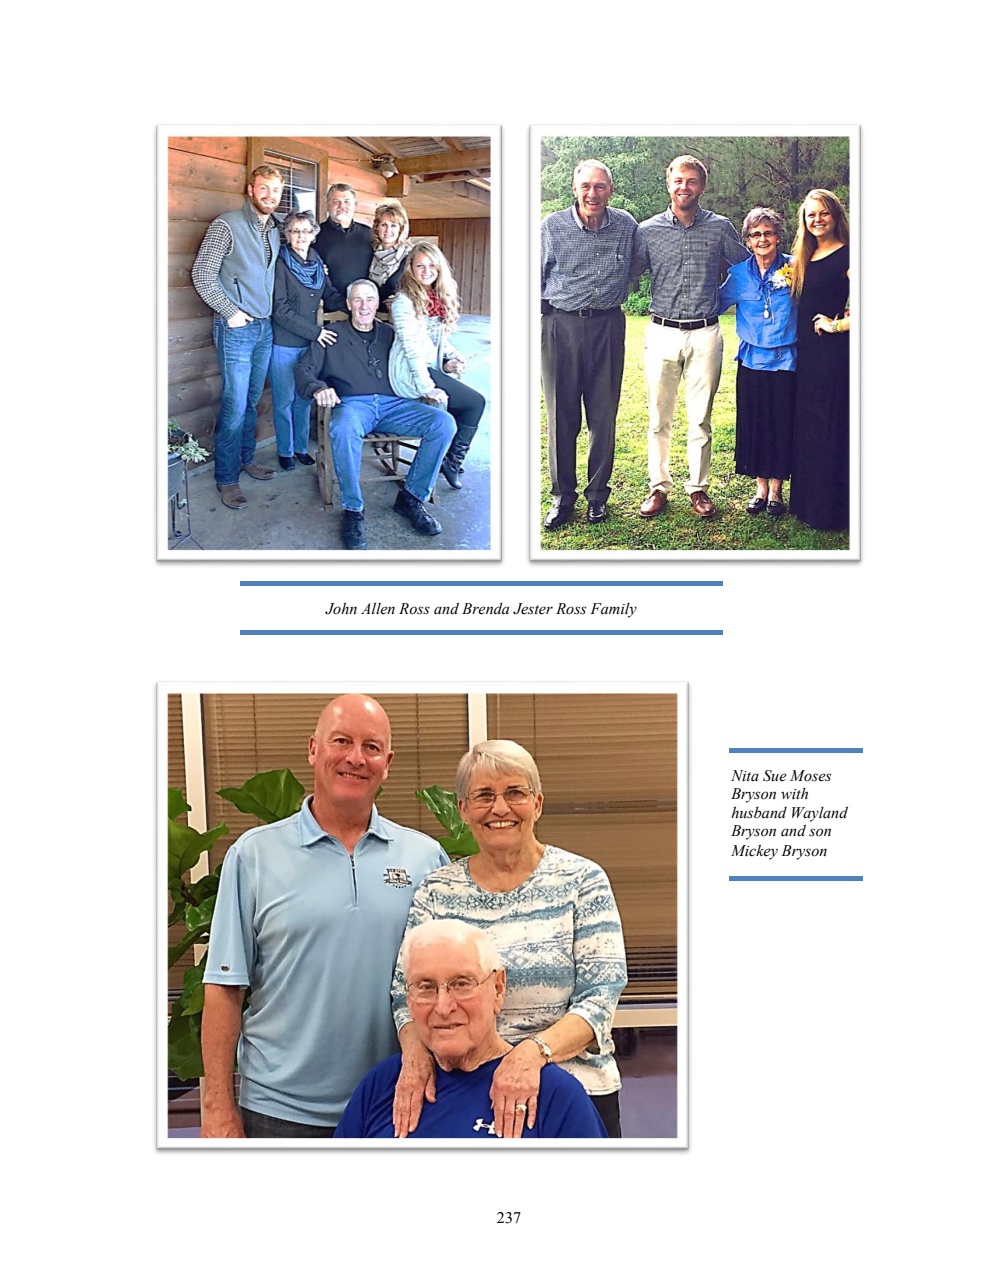 John Allen Ross and Brenda Jester Ross Family
Nita Sue Moses
Bryson with
husband Wayland
Bryson and son
Mickey Bryson
237